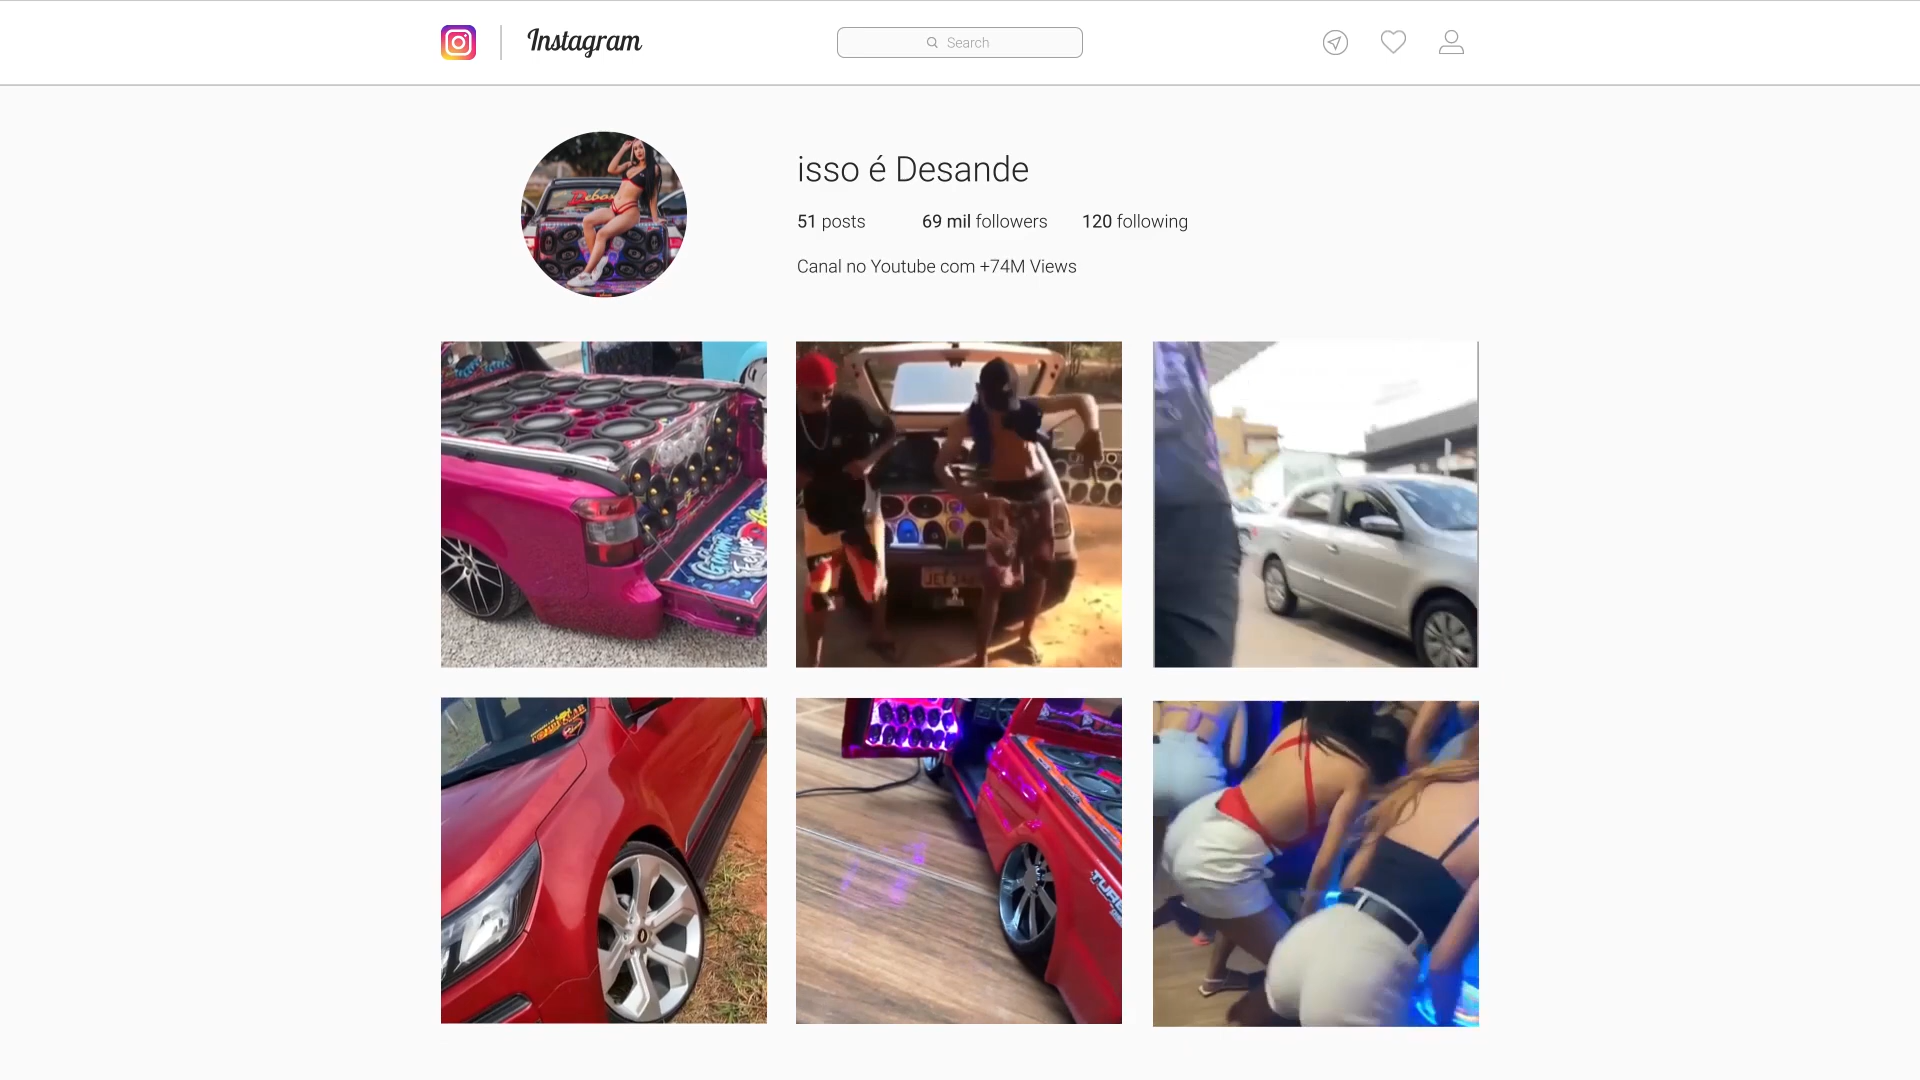 Instagram
Search
isso é Desande
51 posts 69 mil followers 120 following
Canal no Youtube com +74M Views